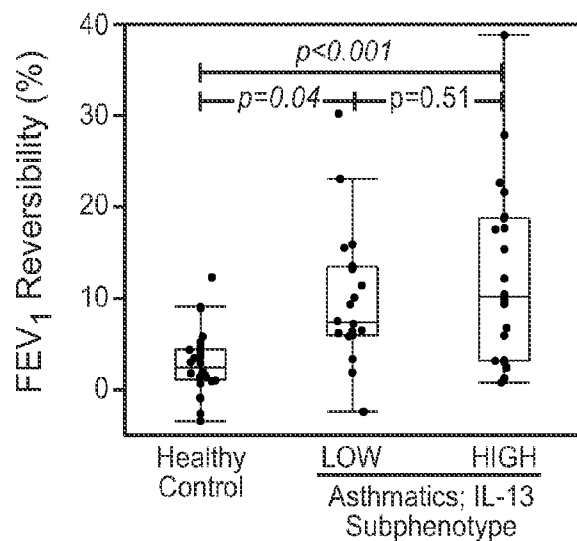 FEV1 Reversibility (%)
40
30
20
10
0
p<0.001
p=0.04
p=0.51
Healthy
Control
LOW
HIGH
Asthmatics; IL-13
Subphenotype